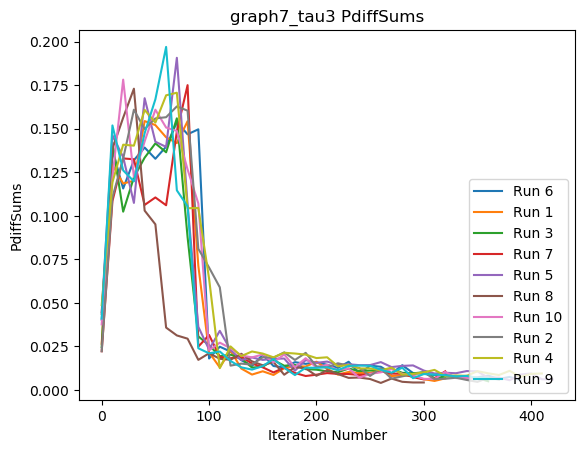 graph7_tau3 PdiffSums
PdiffSums
0.200
0.175
0.150
0.125
0.100
0.075
0.050
0.025
0.000
Run 6
Run 1
Run 3
Run 7
Run 5
Run 8
Run 10
Run 2
Run 4
Run 9
0
100
200
300
400
Iteration Number